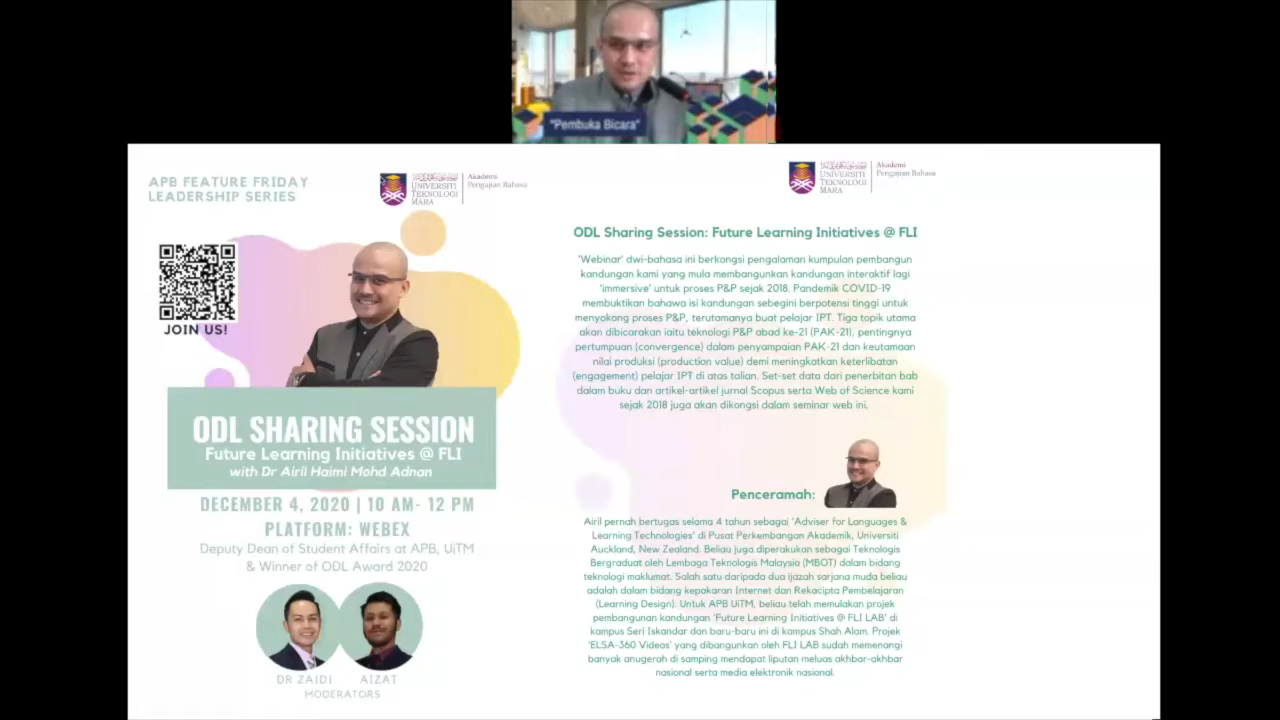 "Pembuka Bicara"
APB FEATURE FRIDAY
LEADERSHIP SERIES
UNIVERSITI
TEKNOLOGI
MARA
Akademi
Pengajian Bahasa
JOIN US!
ODL SHARING SESSION
Future Learning Initiatives @ FLI
with Dr Airil Haimi Mohd Adnan
DECEMBER 4, 2020 | 10 AM- 12 PM
PLATFORM: WEBEX
Deputy Dean of Student Affairs at APB, UiTM
& Winner of ODL Award 2020
DR ZAIDI
AIZAT
MODERATORS
UNIVERSITI
TEKNOLOGI
MARA
Akademi
Pengajian Bahasa
ODL Sharing Session: Future Learning Initiatives @ FLI
'Webinar' dwi-bahasa ini berkongsi pengalaman kumpulan pembangun
kandungan kami yang mula membangunkan kandungan interaktif lagi
'immersive' untuk proses P&P sejak 2018. Pandemik COVID-19
membuktikan bahawa isi kandungan sebegini berpotensi tinggi untuk
menyokong proses P&P, terutamanya buat pelajar IPT. Tiga topik utama
akan dibicarakan iaitu teknologi P&P abad ke-21 (PAK-21), pentingnya
pertumpuan (convergence) dalam penyampaian PAK-21 dan keutamaan
nilai produksi (production value) demi meningkatkan keterlibatan
(engagement) pelajar IPT di atas talian. Set-set data dari penerbitan bab
dalam buku dan artikel-artikel jurnal Scopus serta Web of Science kami
sejak 2018 juga akan dikongsi dalam seminar web ini.
Penceramah:
Airil pernah bertugas selama 4 tahun sebagai 'Adviser for Languages &
Learning Technologies' di Pusat Perkembangan Akademik, Universiti
Auckland, New Zealand. Beliau juga diperakukan sebagai Teknologis
Bergraduat oleh Lembaga Teknologis Malaysia (MBOT) dalam bidang
teknologi maklumat. Salah satu daripada dua ijazah sarjana muda beliau
adalah dalam bidang kepakaran Internet dan Rekacipta Pembelajaran
(Learning Design). Untuk APB UiTM, beliau telah memulakan projek
pembangunan kandungan 'Future Learning Initiatives @ FLI LAB' di
kampus Seri Iskandar dan baru-baru ini di kampus Shah Alam. Projek
'ELSA-360 Videos' yang dibangunkan oleh FLI LAB sudah memenangi
banyak anugerah di samping mendapat liputan meluas akhbar-akhbar
nasional serta media elektronik nasional.